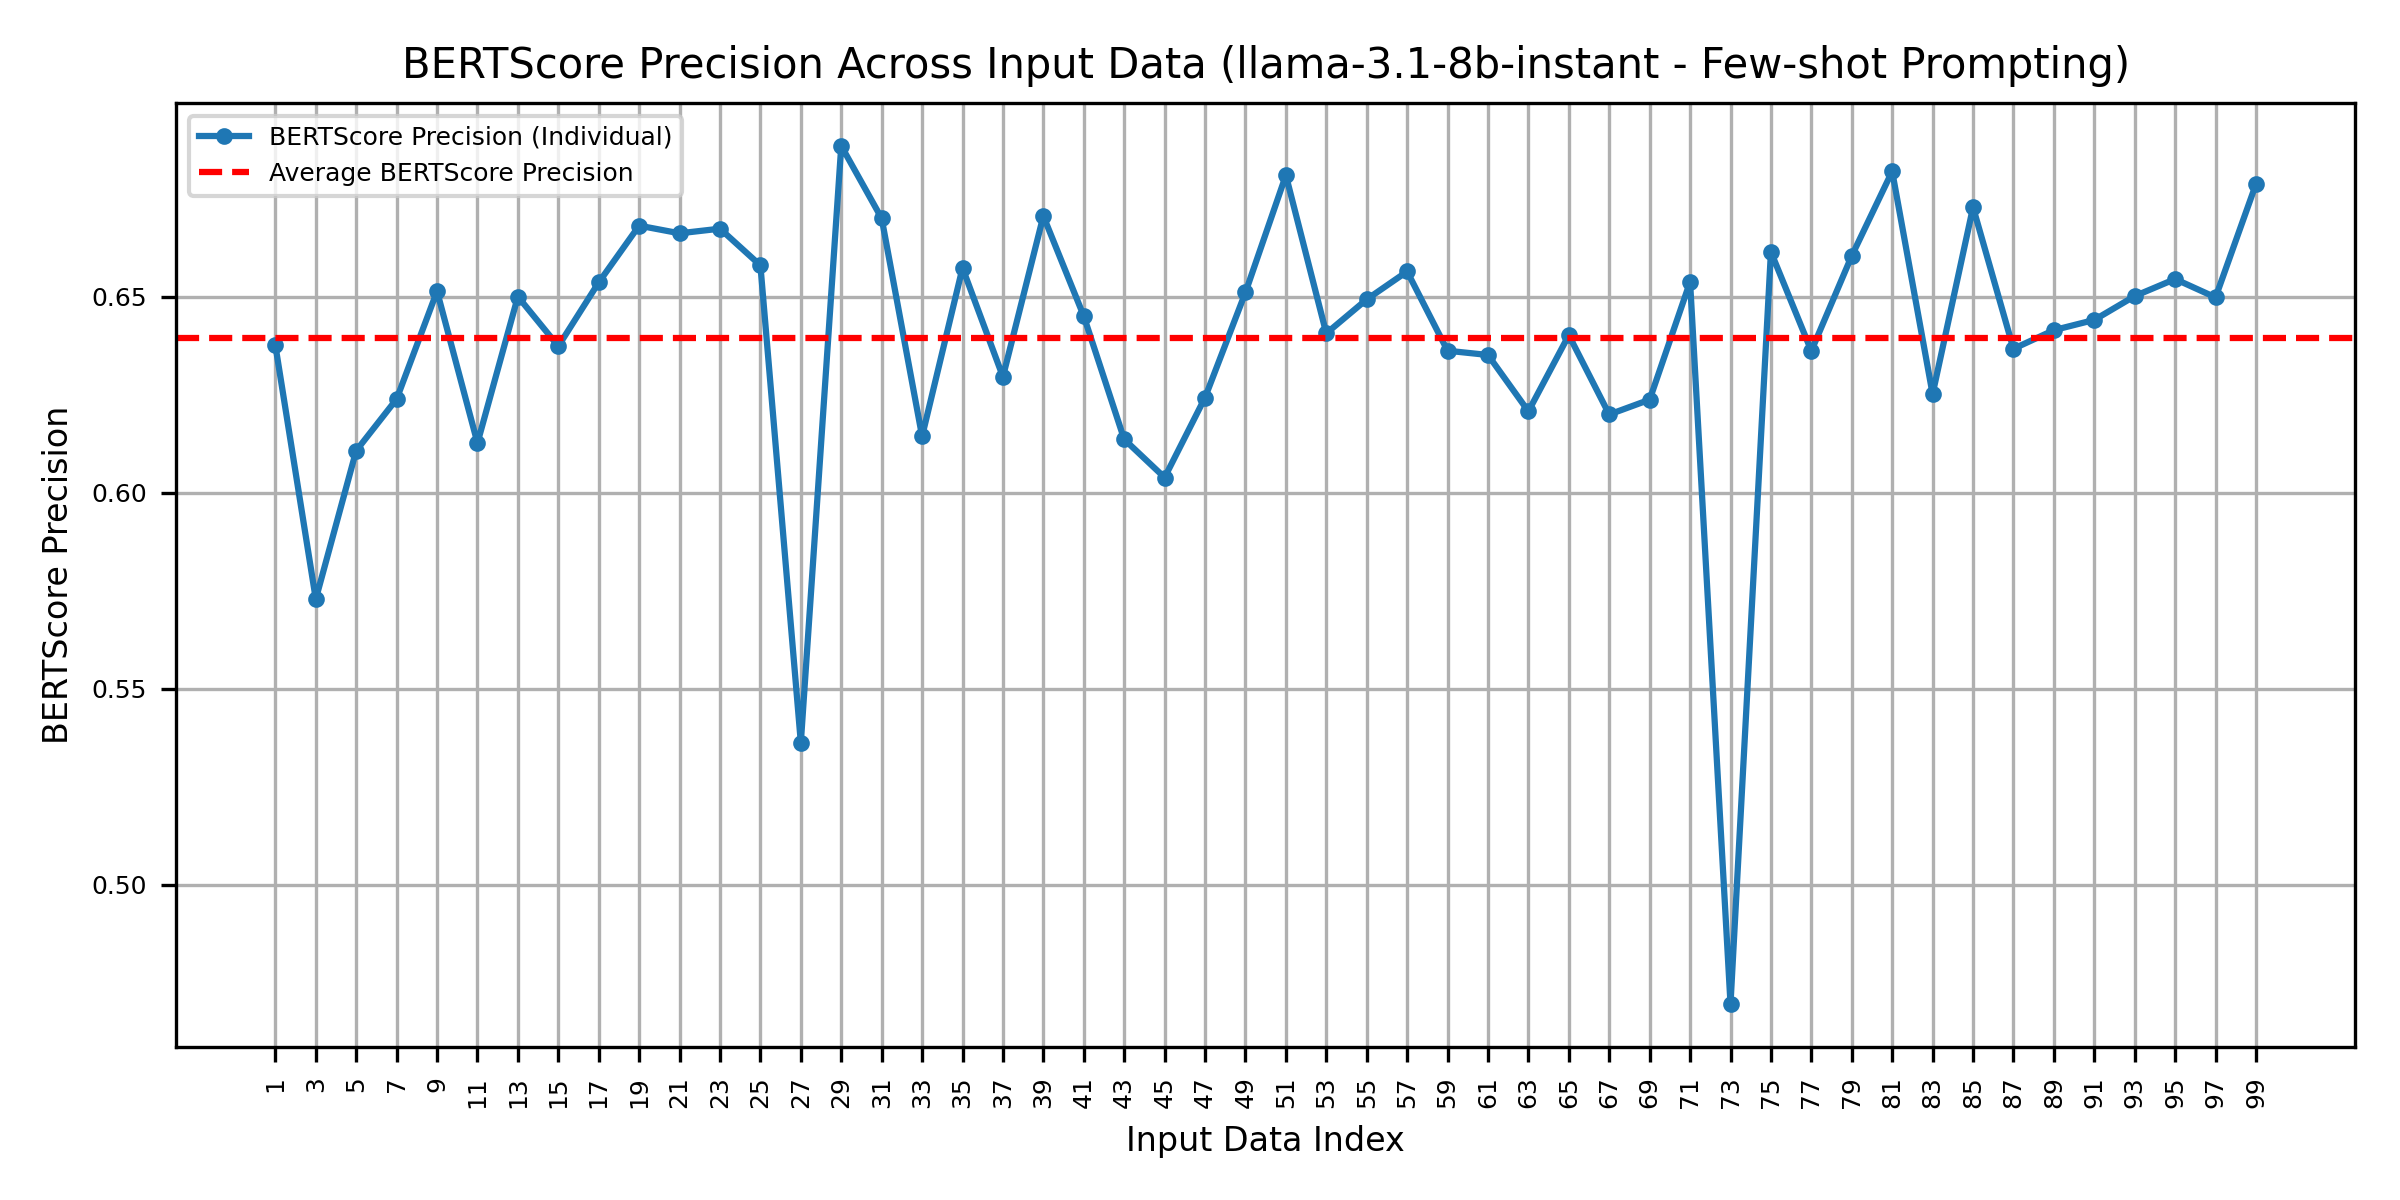 BERTScore Precision Across Input Data (llama-3.1-8b-instant - Few-shot Prompting)
BERTScore Precision (Individual)
Average BERTScore Precision
BERTScore Precision
0.65
0.60
0.55
0.50
1 3 5 7 9 11 13 15 17 19 21 23 25 27 29 31 33 35 37 39 41 43 45 47 49 51 53 55 57 59 61 63 65 67 69 71 73 75 77 79 81 83 85 87 89 91 93 95 97 99
Input Data Index